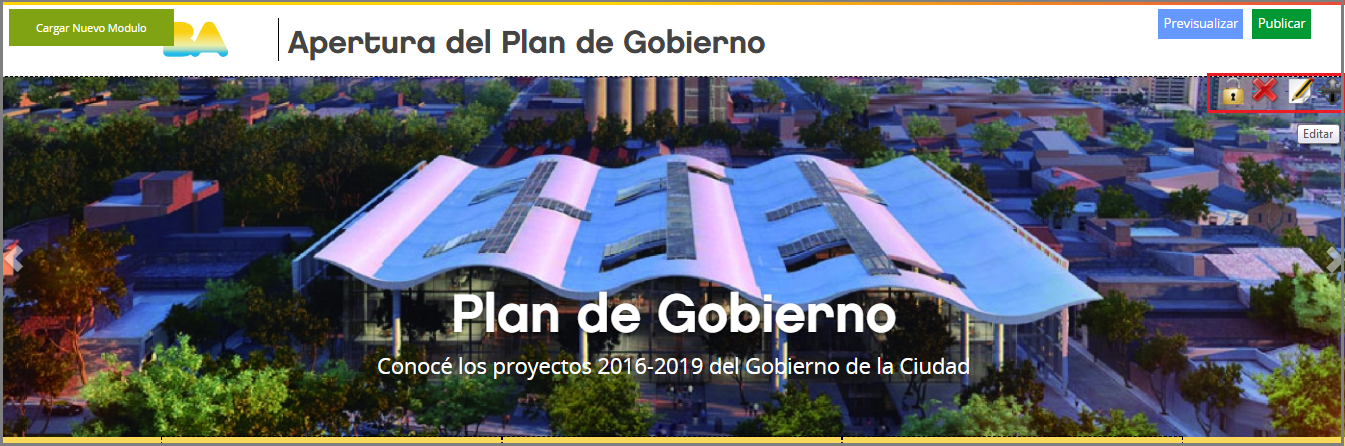 Cargar Nuevo Modulo
BA
Apertura del Plan de Gobierno
Previsualizar
Publicar
Editar
Plan de Gobierno
Conocé los proyectos 2016-2019 del Gobierno de la Ciudad